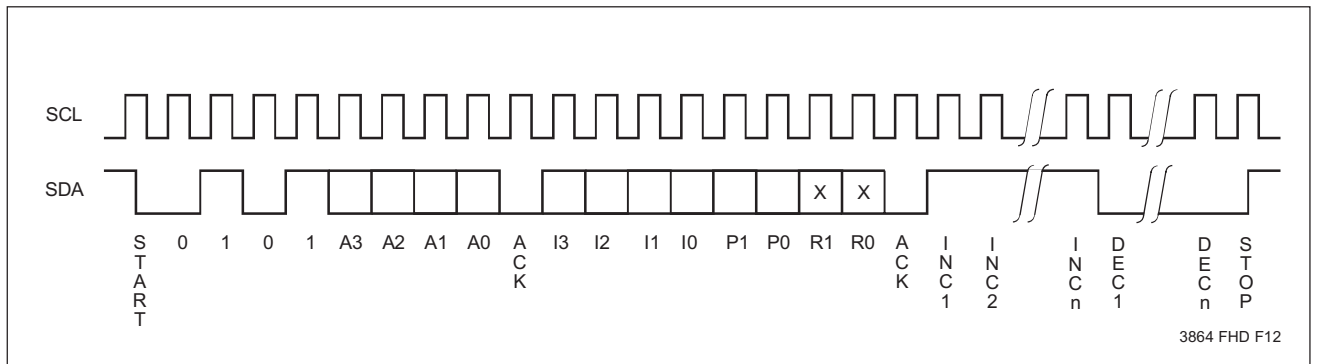 SCL
SDA
X X
START 0 1 0 1 A3 A2 A1 A0 ACK I3 I2 I1 I0 P1 P0 R1 R0 ACK INC1 INC2 INCn DEC1 DECn STOP
3864 FHD F12